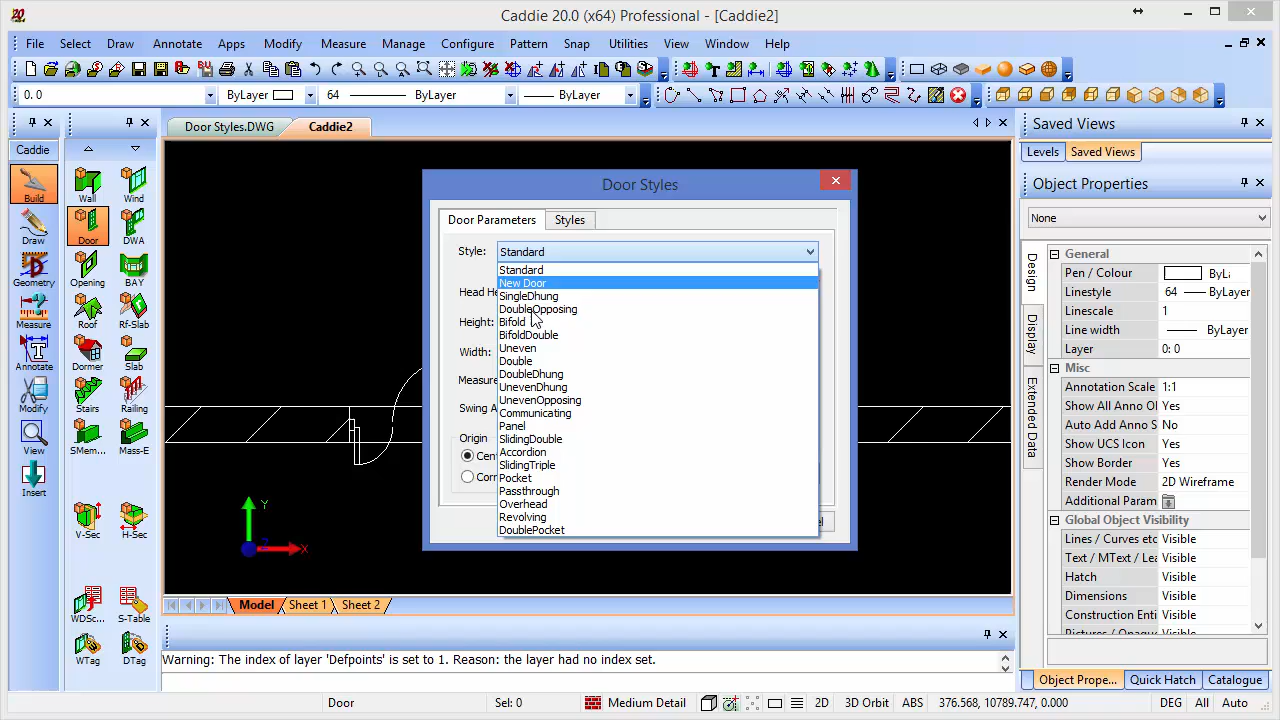 Caddie 20.0 (x64) Professional - [Caddie2]
File Select Draw Annotate Apps Modify Measure Manage Configure Pattern Snap Utilities View Window Help
0. 0 ByLayer 64 ByLayer ByLayer
Door Styles.DWG Caddie2
Caddie
Build
Draw
Geometry
Measure
Annotate
Modify
View
Insert
Wall Wind
Door DWA
Opening BAY
Roof Rf-Slab
Dormer Slab
Stairs Railing
SMem... Mass-E
V-Sec H-Sec
WDSc... S-Table
WTag DTag
Door Styles
Door Parameters Styles
Style: Standard
Standard
New Door
SingleDhung
DoubleOpposing
Bifold
BifoldDouble
Uneven
Double
DoubleDhung
UnevenDhung
UnevenOpposing
Communicating
Panel
SlidingDouble
Accordion
SlidingTriple
Pocket
Passthrough
Overhead
Revolving
DoublePocket
Head He
Height:
Width:
Measure
Swing A
Origin
Cent
Corn
el
Y
Z
X
Model Sheet 1 Sheet 2
Warning: The index of layer 'Defpoints' is set to 1. Reason: the layer had no index set.
Saved Views
Levels Saved Views
Object Properties
None
Design
Display
Extended Data
General
Pen / Colour ByLa
Linestyle 64 ByLayer
Linescale 1
Line width ByLayer
Layer 0: 0
Misc
Annotation Scale 1:1
Show All Anno Ol Yes
Auto Add Anno S No
Show UCS Icon Yes
Show Border Yes
Render Mode 2D Wireframe
Additional Param
Global Object Visibility
Lines / Curves etc Visible
Text / MText / Lea Visible
Hatch Visible
Dimensions Visible
Construction Enti Visible
Pictures / Opaque Visible
Object Prope... Quick Hatch Catalogue
Door Sel: 0 Medium Detail 2D 3D Orbit ABS 376.568, 10789.747, 0.000 DEG All Auto